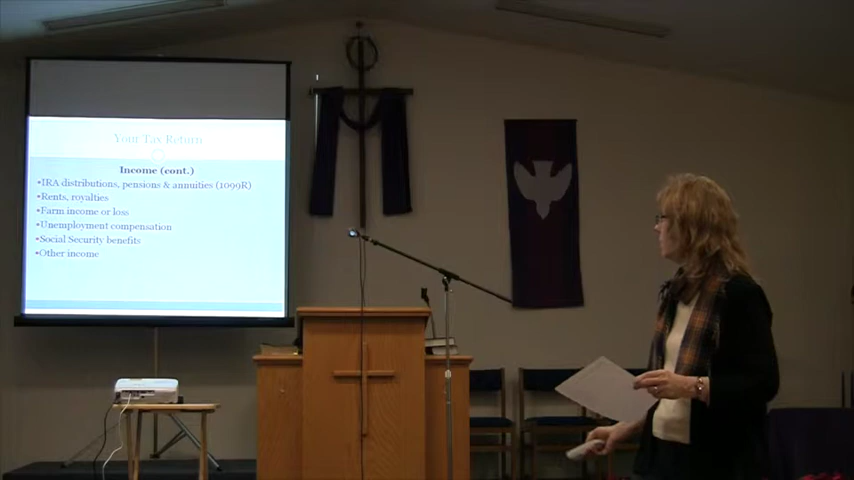 Your Tax Return
Income (cont.)
•IRA distributions, pensions & annuities (1099R)
•Rents, royalties
•Farm income or loss
•Unemployment compensation
•Social Security benefits
•Other income